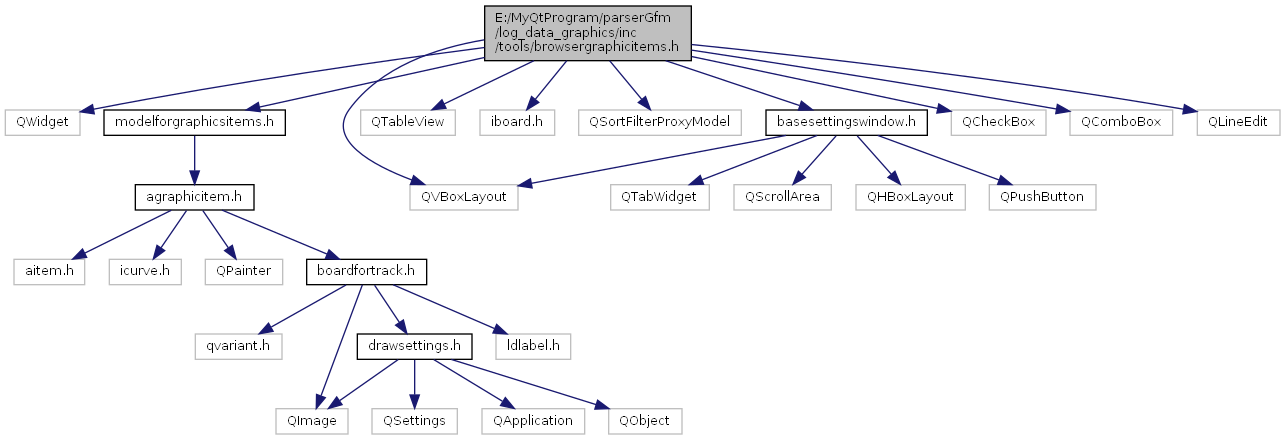 E:/MyQtProgram/parserGfm
/log_data_graphics/inc
/tools/browsergraphicitems.h
QWidget
modelforgraphicsitems.h
QTableView
iboard.h
QSortFilterProxyModel
basesettingswindow.h
QCheckBox
QComboBox
QLineEdit
agraphicitem.h
QVBoxLayout
QTabWidget
QScrollArea
QHBoxLayout
QPushButton
aitem.h
icurve.h
QPainter
boardfortrack.h
qvariant.h
drawsettings.h
ldlabel.h
QImage
QSettings
QApplication
QObject